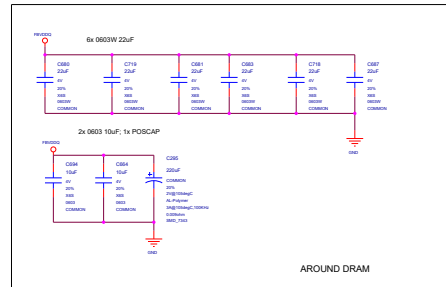 6x 0603W 22uF
FBVDDQ
C680
22uF
4V
20%
X6S
0603W
COMMON
C719
22uF
4V
20%
X6S
0603W
COMMON
C681
22uF
4V
20%
X6S
0603W
COMMON
C683
22uF
4V
20%
X6S
0603W
COMMON
C718
22uF
4V
20%
X6S
0603W
COMMON
C687
22uF
4V
20%
X6S
0603W
COMMON
GND
2x 0603 10uF; 1x POSCAP
FBVDDQ
C694
10uF
4V
20%
X6S
0603
COMMON
C664
10uF
4V
20%
X6S
0603
COMMON
C295
220uF
COMMON
20%
2V@105degC
AL-Polymer
3A@105degC,100KHz
0.009ohm
SMD_7343
GND
AROUND DRAM